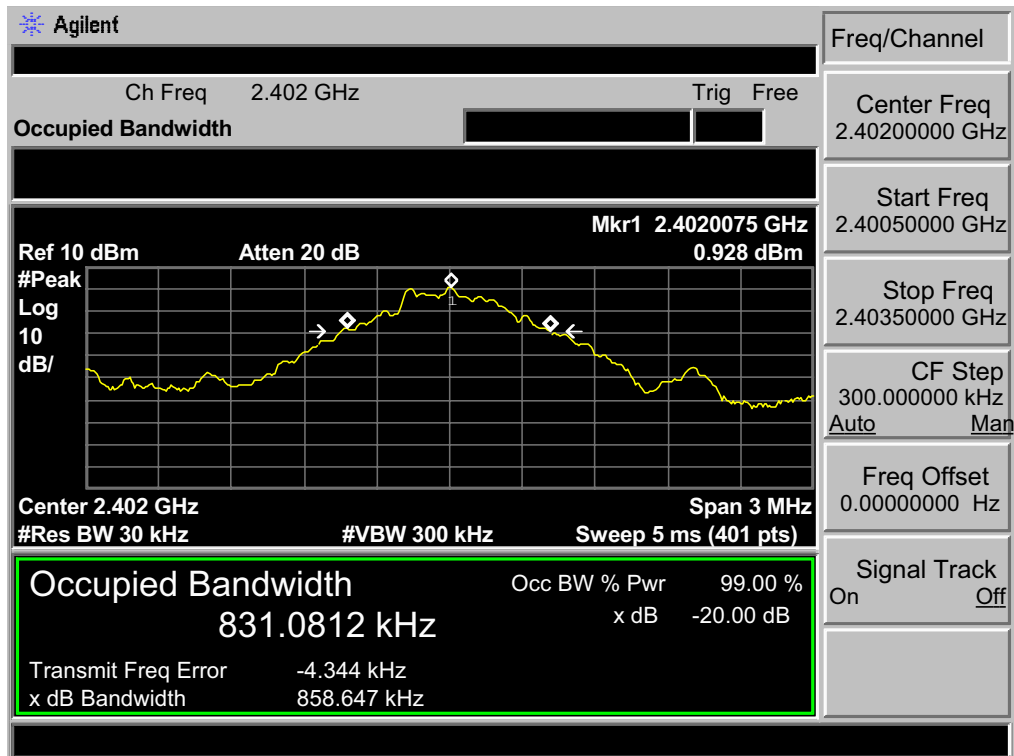 Agilent
Freq/Channel
Ch Freq 2.402 GHz Trig Free
Occupied Bandwidth
Center Freq
2.40200000 GHz
Start Freq
2.40050000 GHz
Stop Freq
2.40350000 GHz
CF Step
300.000000 kHz
Auto Man
Freq Offset
0.00000000 Hz
Signal Track
On Off
Mkr1 2.4020075 GHz
Ref 10 dBm Atten 20 dB 0.928 dBm
#Peak
Log
10
dB/
1
Center 2.402 GHz Span 3 MHz
#Res BW 30 kHz #VBW 300 kHz Sweep 5 ms (401 pts)
Occupied Bandwidth Occ BW % Pwr 99.00 %
831.0812 kHz x dB -20.00 dB
Transmit Freq Error -4.344 kHz
x dB Bandwidth 858.647 kHz